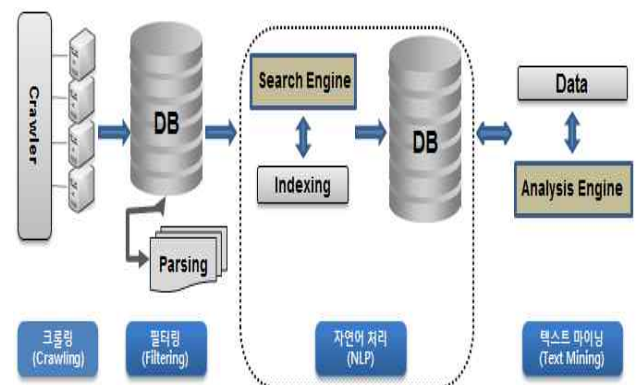 Crawler
DB
Parsing
Search Engine
Indexing
DB
Data
Analysis Engine
크롤링
(Crawling)
필터링
(Filtering)
자연어 처리
(NLP)
텍스트 마이닝
(Text Mining)